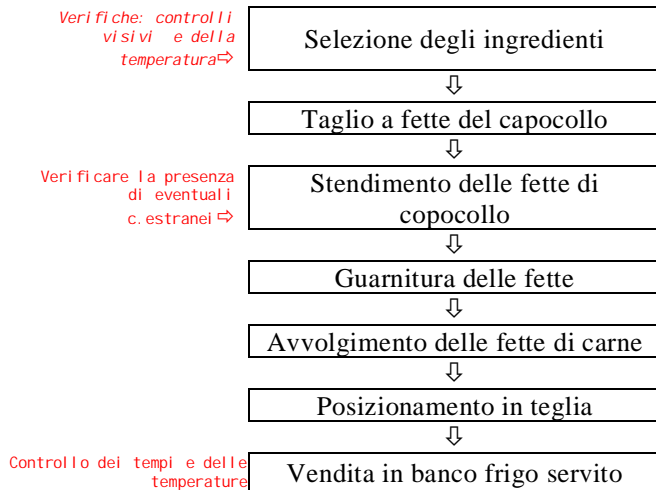 Verifiche: controlli
visivi e della
temperatura⇨
Selezione degli ingredienti
⇩
Taglio a fette del capocollo
⇩
Verificare la presenza
di eventuali
c.estranei ⇨
Stendimento delle fette di
copocollo
⇩
Guarnitura delle fette
⇩
Avvolgimento delle fette di carne
⇩
Posizionamento in teglia
⇩
Controllo dei tempi e delle
temperature
Vendita in banco frigo servito